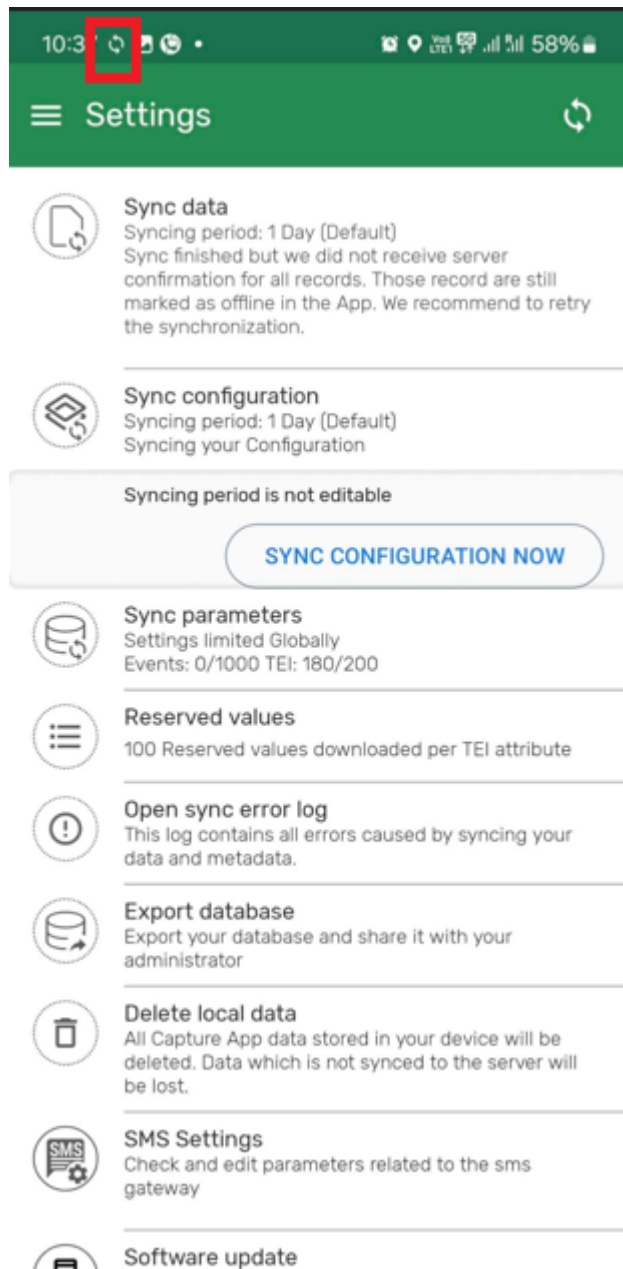 58%
Settings
Sync data
Syncing period: 1 Day (Default)
Sync finished but we did not receive server
confirmation for all records. Those record are still
marked as offline in the App. We recommend to retry
the synchronization.
Sync configuration
Syncing period: 1 Day (Default)
Syncing your Configuration
Syncing period is not editable
SYNC CONFIGURATION NOW
Sync parameters
Settings limited Globally
Events: 0/1000 TEI: 180/200
Reserved values
100 Reserved values downloaded per TEI attribute
Open sync error log
This log contains all errors caused by syncing your
data and metadata.
Export database
Export your database and share it with your
administrator
Delete local data
All Capture App data stored in your device will be
deleted. Data which is not synced to the server will
be lost.
SMS
SMS Settings
Check and edit parameters related to the sms
gateway
Software update